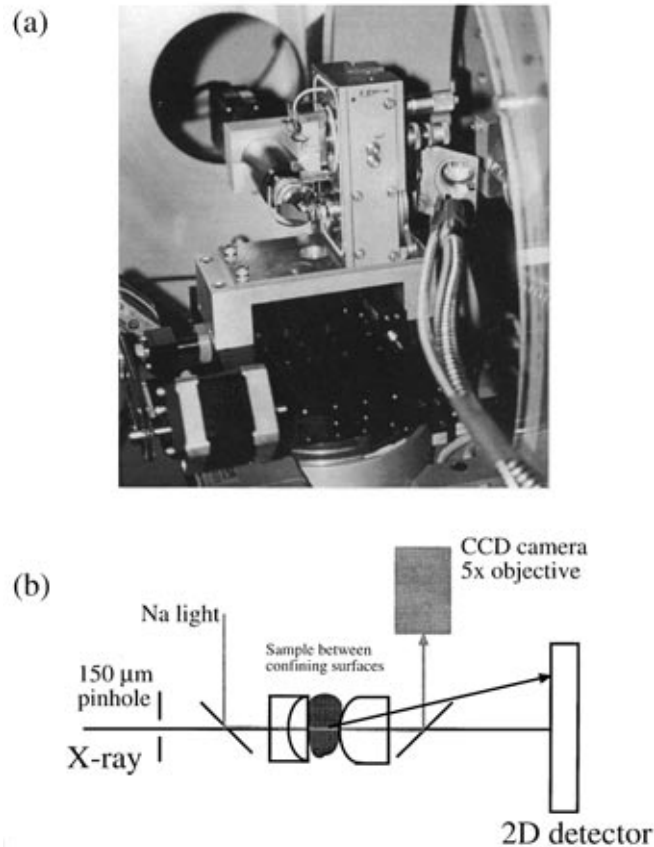 (a)
(b)
CCD camera
5x objective
Na light
Sample between
confining surfaces
150 µm
pinhole
X-ray
2D detector